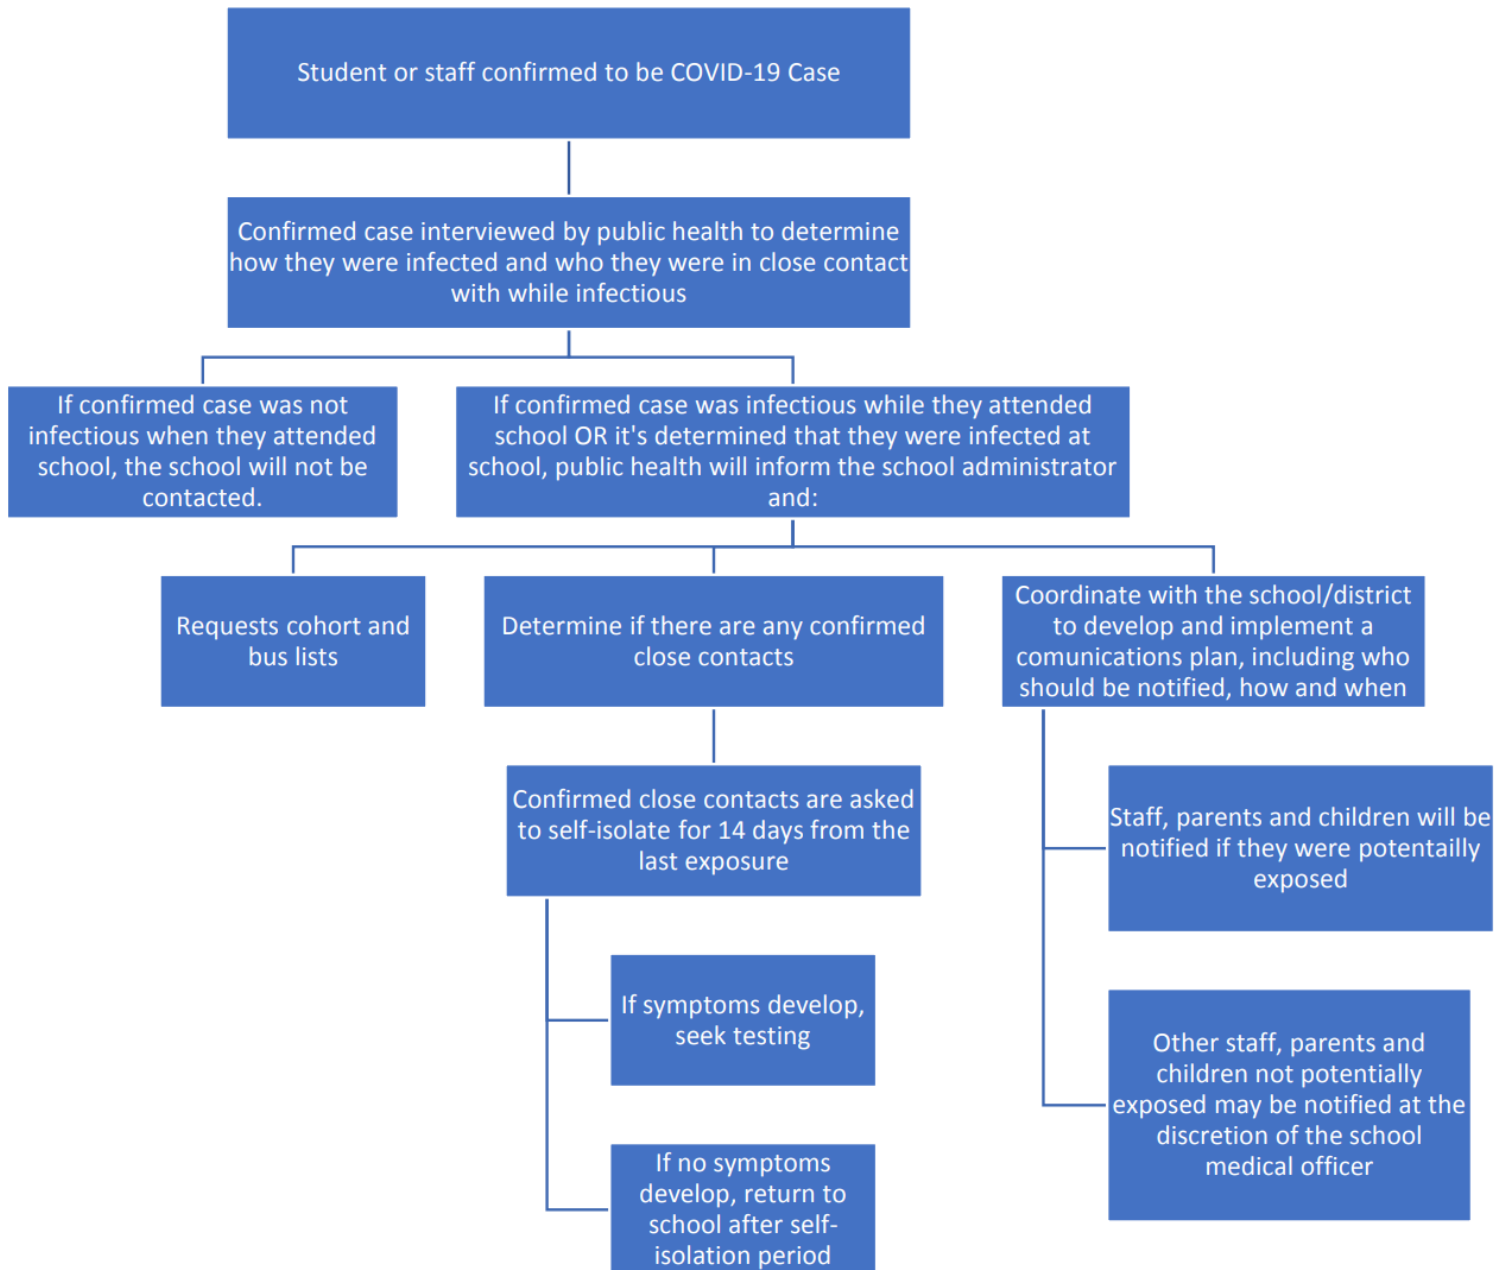 Student or staff confirmed to be COVID-19 Case
Confirmed case interviewed by public health to determine
how they were infected and who they were in close contact
with while infectious
If confirmed case was not
infectious when they attended
school, the school will not be
contacted.
If confirmed case was infectious while they attended
school OR it's determined that they were infected at
school, public health will inform the school administrator
and:
Requests cohort and
bus lists
Determine if there are any confirmed
close contacts
Coordinate with the school/district
to develop and implement a
comunications plan, including who
should be notified, how and when
Confirmed close contacts are asked
to self-isolate for 14 days from the
last exposure
If symptoms develop,
seek testing
If no symptoms
develop, return to
school after self-
isolation period
Staff, parents and children will be
notified if they were potentailly
exposed
Other staff, parents and
children not potentially
exposed may be notified at the
discretion of the school
medical officer